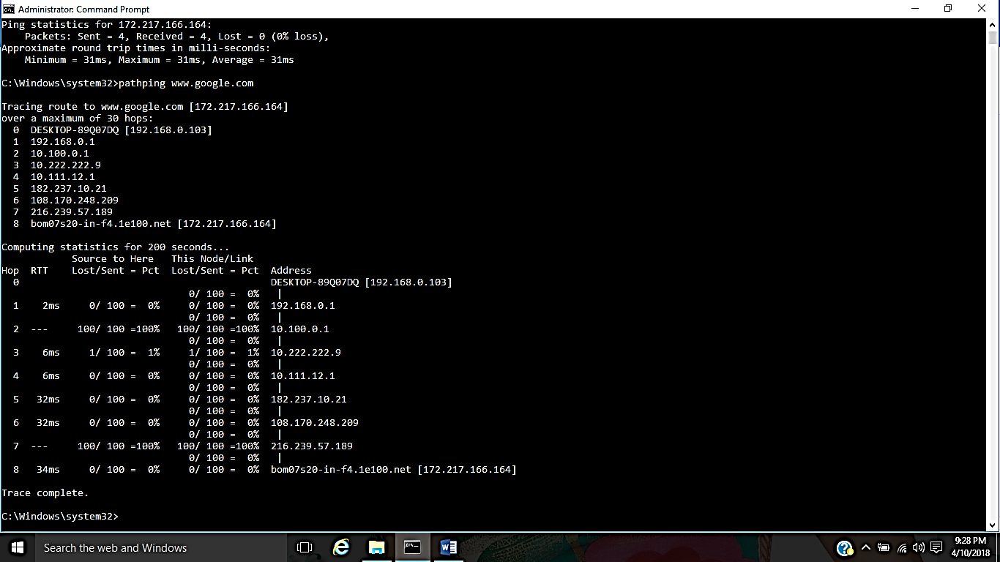 Administrator: Command Prompt
Ping statistics for 172.217.166.164:
    Packets: Sent = 4, Received = 4, Lost = 0 (0% loss),
Approximate round trip times in milli-seconds:
    Minimum = 31ms, Maximum = 31ms, Average = 31ms
C:\Windows\system32>pathping www.google.com
Tracing route to www.google.com [172.217.166.164]
over a maximum of 30 hops:
  0  DESKTOP-89Q07DQ [192.168.0.103]
  1  192.168.0.1
  2  10.100.0.1
  3  10.222.222.9
  4  10.111.12.1
  5  182.237.10.21
  6  108.170.248.209
  7  216.239.57.189
  8  bom07s20-in-f4.1e100.net [172.217.166.164]
Computing statistics for 200 seconds...
            Source to Here   This Node/Link
Hop  RTT    Lost/Sent = Pct  Lost/Sent = Pct  Address
  0                                           DESKTOP-89Q07DQ [192.168.0.103]
                                0/ 100 =  0%   |
  1    2ms     0/ 100 =  0%     0/ 100 =  0%  192.168.0.1
                                0/ 100 =  0%   |
  2  ---     100/ 100 =100%   100/ 100 =100%  10.100.0.1
                                0/ 100 =  0%   |
  3    6ms     1/ 100 =  1%     1/ 100 =  1%  10.222.222.9
                                0/ 100 =  0%   |
  4    6ms     0/ 100 =  0%     0/ 100 =  0%  10.111.12.1
                                0/ 100 =  0%   |
  5   32ms     0/ 100 =  0%     0/ 100 =  0%  182.237.10.21
                                0/ 100 =  0%   |
  6   32ms     0/ 100 =  0%     0/ 100 =  0%  108.170.248.209
                                0/ 100 =  0%   |
  7  ---     100/ 100 =100%   100/ 100 =100%  216.239.57.189
                                0/ 100 =  0%   |
  8   34ms     0/ 100 =  0%     0/ 100 =  0%  bom07s20-in-f4.1e100.net [172.217.166.164]
Trace complete.
C:\Windows\system32>
Search the web and Windows
9:28 PM
4/10/2018